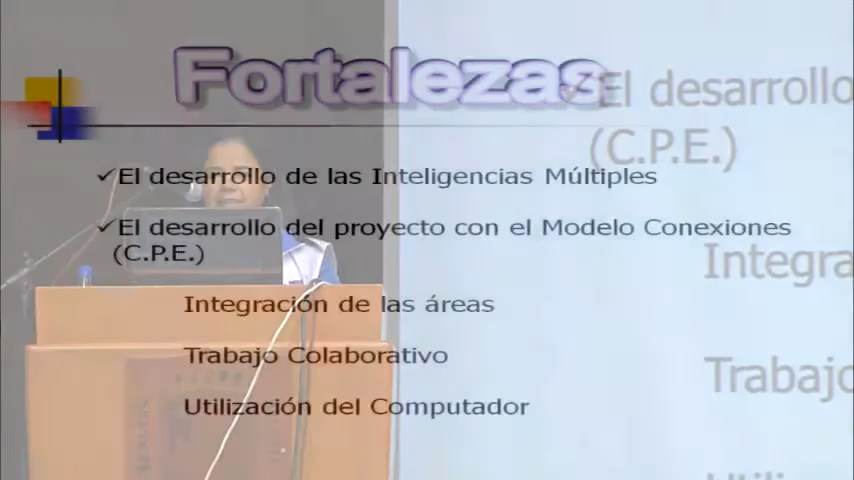 Fortalezas
✓El desarrollo de las Inteligencias Múltiples
✓El desarrollo del proyecto con el Modelo Conexiones
(C.P.E.)
Integración de las áreas
Trabajo Colaborativo
Utilización del Computador
El desarrollo
(C.P.E.)
Integra
Trabajo